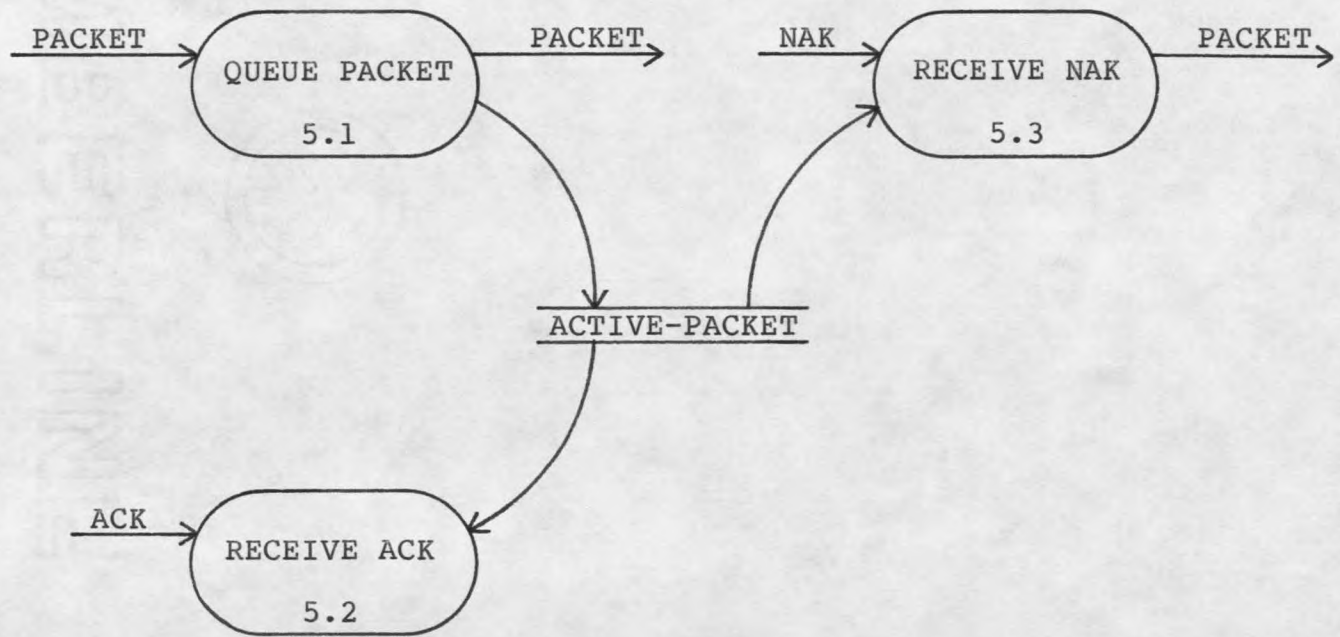 PACKET
QUEUE PACKET
5.1
PACKET
NAK
RECEIVE NAK
5.3
PACKET
ACTIVE-PACKET
ACK
RECEIVE ACK
5.2